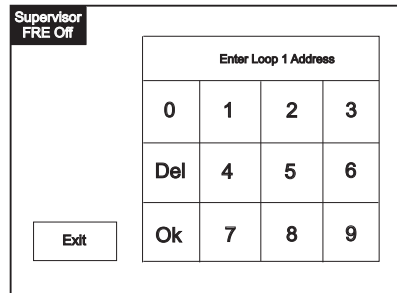 Supervisor
FRE Off
Enter Loop 1 Address
0 1 2 3
Del 4 5 6
Exit
Ok 7 8 9